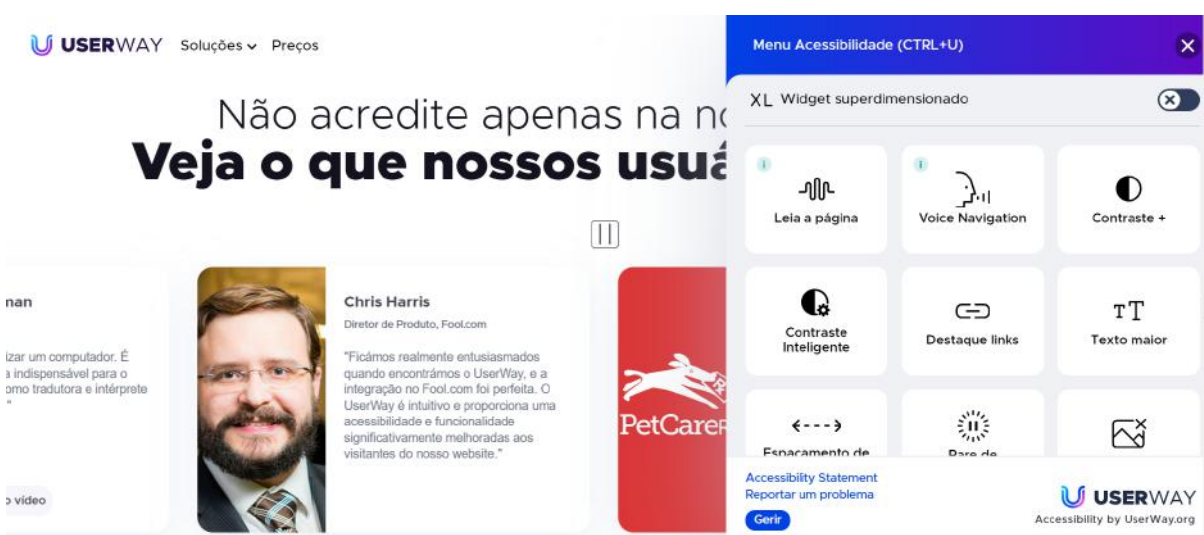 USERWAY Soluções Preços
Não acredite apenas na no
Veja o que nossos usuá
nan
izar um computador. É
a indispensável para o
omo tradutora e intérprete
"
o vídeo
Chris Harris
Diretor de Produto, Fool.com
"Ficámos realmente entusiasmados
quando encontrámos o UserWay, e a
integração no Fool.com foi perfeita. O
UserWay é intuitivo e proporciona uma
acessibilidade e funcionalidade
significativamente melhoradas aos
visitantes do nosso website."
PetCareR
Menu Acessibilidade (CTRL+U)
XL Widget superdimensionado
Leia a página
Voice Navigation
Contraste +
Contraste
Inteligente
Destaque links
Texto maior
Espaçamento de
Pare de
Accessibility Statement
Reportar um problema
Gerir
USERWAY
Accessibility by UserWay.org